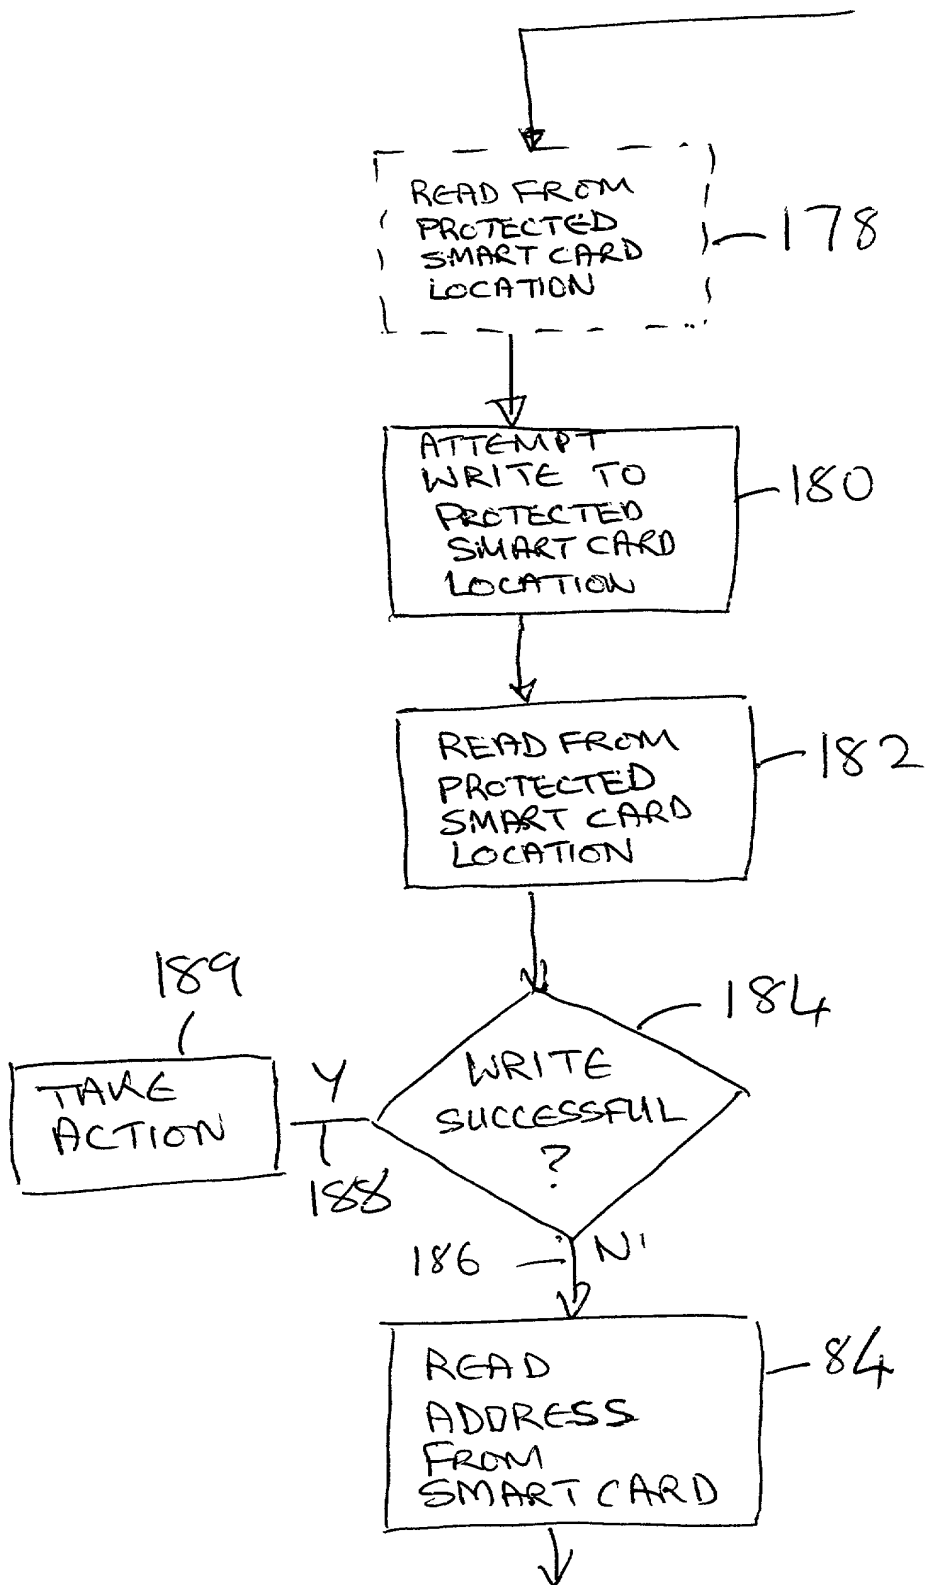 READ FROM
PROTECTED
SMART CARD
LOCATION
178
ATTEMPT
WRITE TO
PROTECTED
SMART CARD
LOCATION
180
READ FROM
PROTECTED
SMART CARD
LOCATION
182
189
184
TAKE
ACTION
Y
188
WRITE
SUCCESSFUL
?
186
N
READ
ADDRESS
FROM
SMART CARD
84